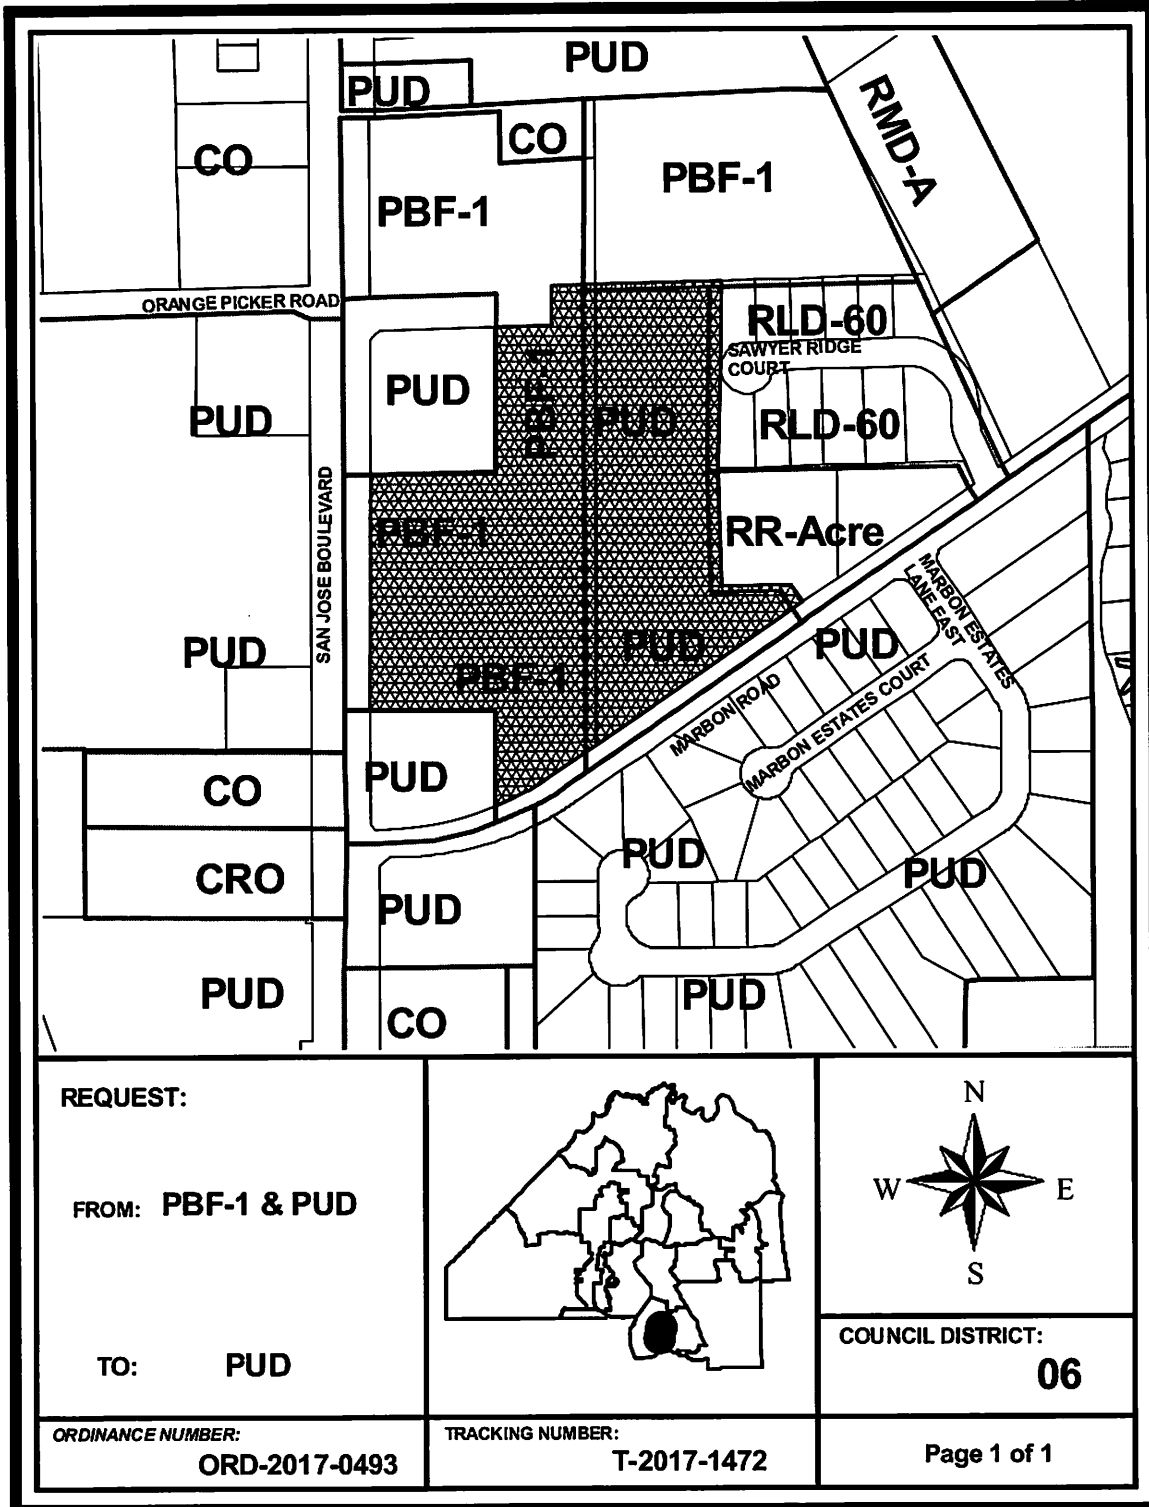 PUD
PUD
CO
CO
PBF-1
PBF-1
RMD-A
ORANGE PICKER ROAD
RLD-60
SAWYER RIDGE
COURT
PBF-1
PUD
PUD
PUD
RLD-60
SAN JOSE BOULEVARD
PBF-1
RR-Acre
MARBON ESTATES
LANE EAST
PUD
PBF-1
PUD
PUD
MARBON ROAD
MARBON ESTATES COURT
CO
PUD
CRO
PUD
PUD
PUD
PUD
PUD
CO
REQUEST:
FROM: PBF-1 & PUD
TO: PUD
N
W E
S
COUNCIL DISTRICT:
06
ORDINANCE NUMBER:
ORD-2017-0493
TRACKING NUMBER:
T-2017-1472
Page 1 of 1